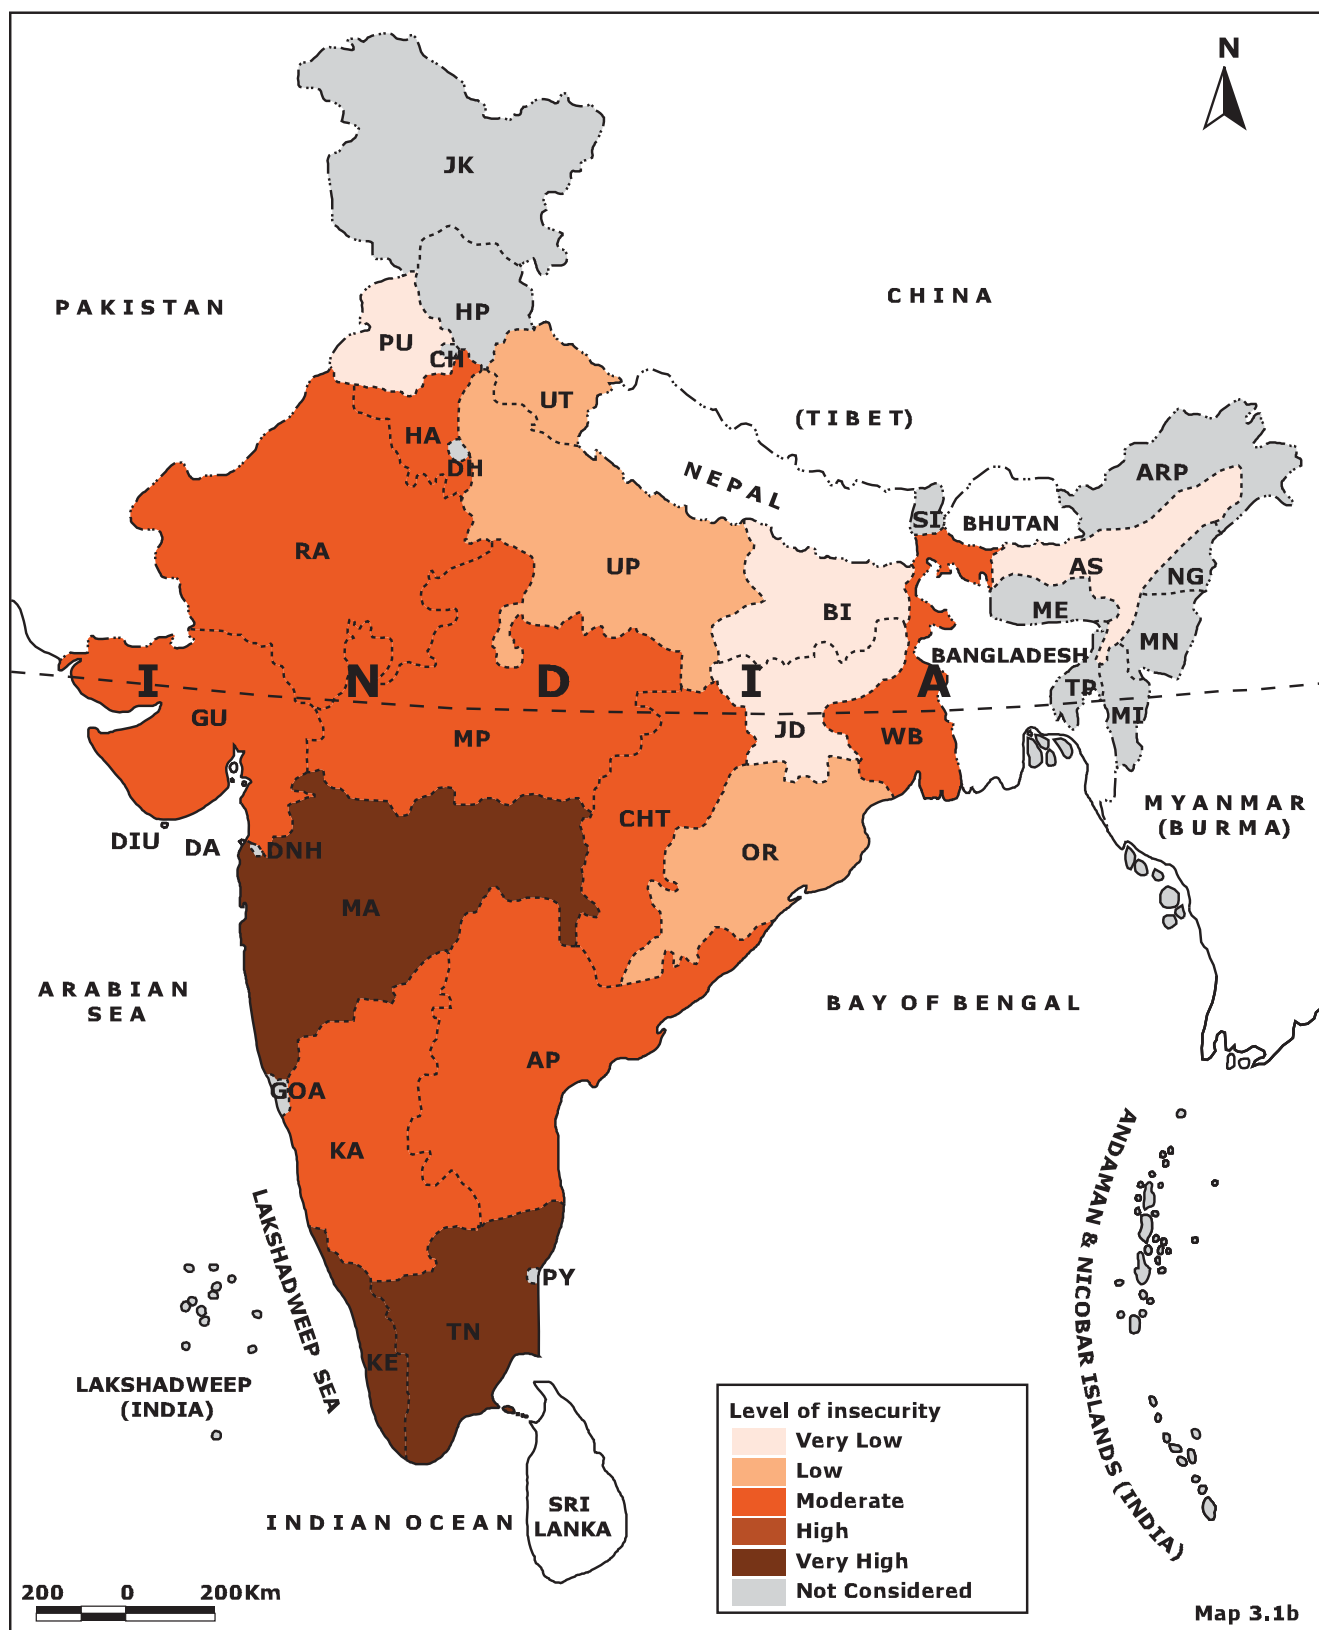 N
JK
CHINA
PAKISTAN
HP
PU
CH
UT
(TIBET)
HA
DH
NEPAL
ARP
SI
BHUTAN
RA
UP
AS
NG
BI
ME
MN
BANGLADESH
I N D I A
TP
GU
MI
MP
JD
WB
MYANMAR
(BURMA)
CHT
DIU
DA
DNH
OR
MA
ARABIAN
SEA
BAY OF BENGAL
AP
GOA
KA
ANDAMAN & NICOBAR ISLANDS (INDIA)
LAKSHADWEEP SEA
PY
TN
KE
LAKSHADWEEP
(INDIA)
Level of insecurity
Very Low
Low
Moderate
High
Very High
Not Considered
SRI
LANKA
INDIAN OCEAN
200 0 200Km
Map 3.1b